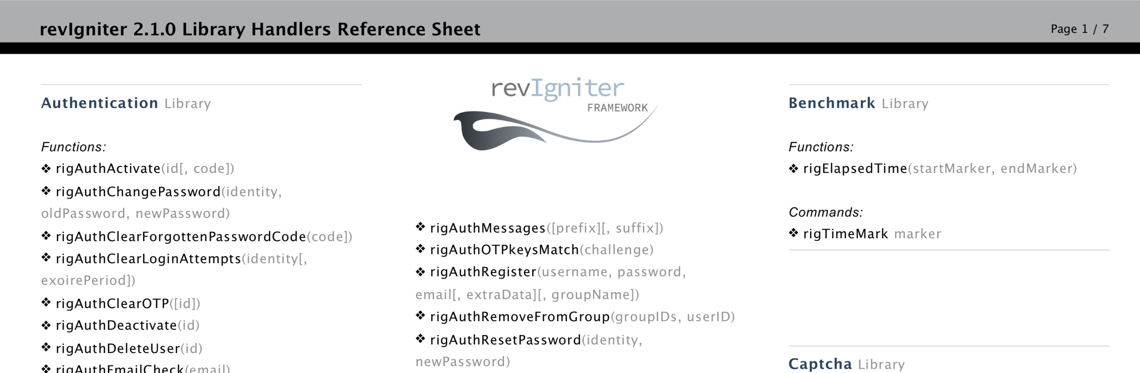 revIgniter 2.1.0 Library Handlers Reference Sheet
Page 1 / 7
Authentication Library
Functions:
❖ rigAuthActivate(id[, code])
❖ rigAuthChangePassword(identity,
oldPassword, newPassword)
❖ rigAuthClearForgottenPasswordCode(code])
❖ rigAuthClearLoginAttempts(identity[,
exoirePeriod])
❖ rigAuthClearOTP([id])
❖ rigAuthDeactivate(id)
❖ rigAuthDeleteUser(id)
❖ rigAuthEmailCheck(email)
revIgniter
FRAMEWORK
❖ rigAuthMessages([prefix][, suffix])
❖ rigAuthOTPkeysMatch(challenge)
❖ rigAuthRegister(username, password,
email[, extraData][, groupName])
❖ rigAuthRemoveFromGroup(groupIDs, userID)
❖ rigAuthResetPassword(identity,
newPassword)
Benchmark Library
Functions:
❖ rigElapsedTime(startMarker, endMarker)
Commands:
❖ rigTimeMark marker
Captcha Library